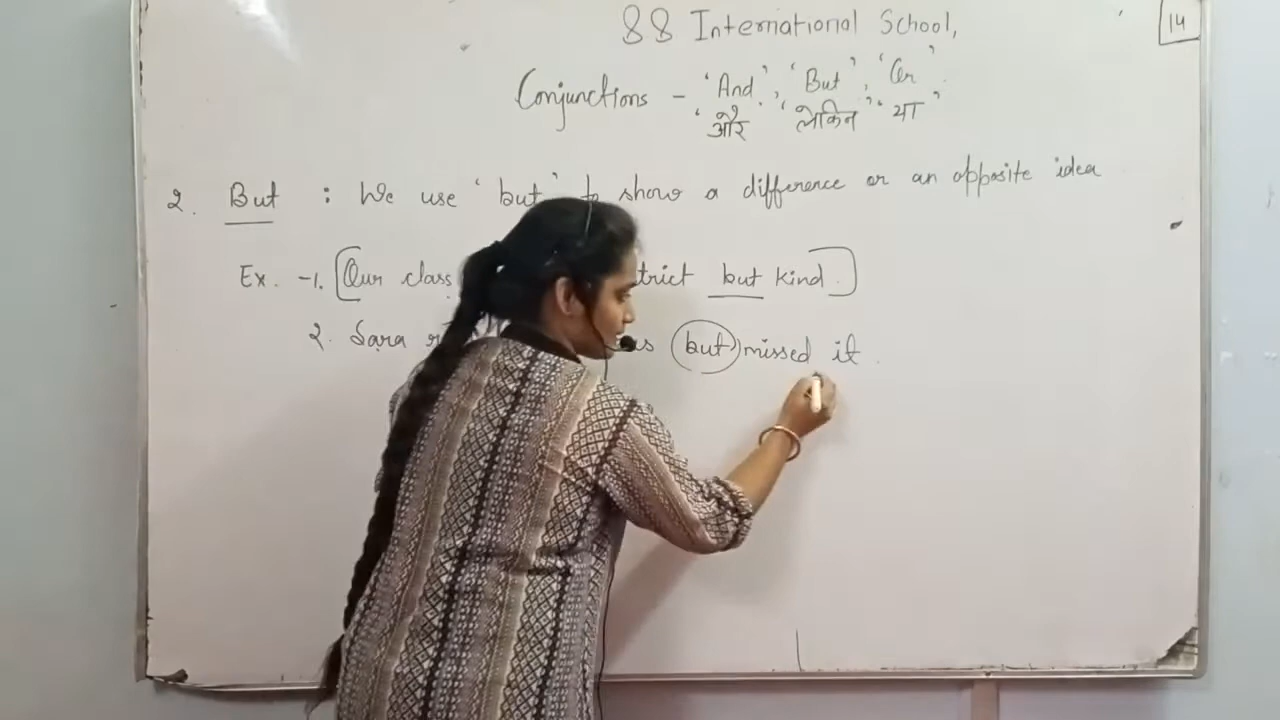 88 International School,
14
Conjunctions - 'And', 'But', 'Or'
'और' 'लेकिन' 'या'
2. But : We use 'but' to show a difference or an opposite idea
Ex. -1. [Our class but kind.]
2. Sara but missed it.